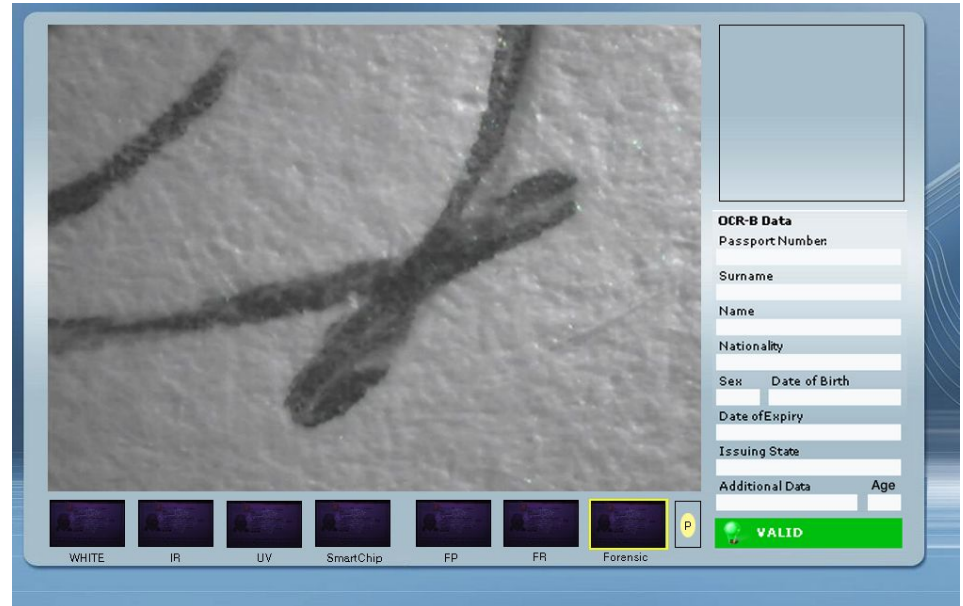 OCR-B Data
Passport Number:
Surname
Name
Nationality
Sex Date of Birth
Date of Expiry
Issuing State
Additional Data Age
P
VALID
WHITE IR UV SmartChip FP FR Forensic